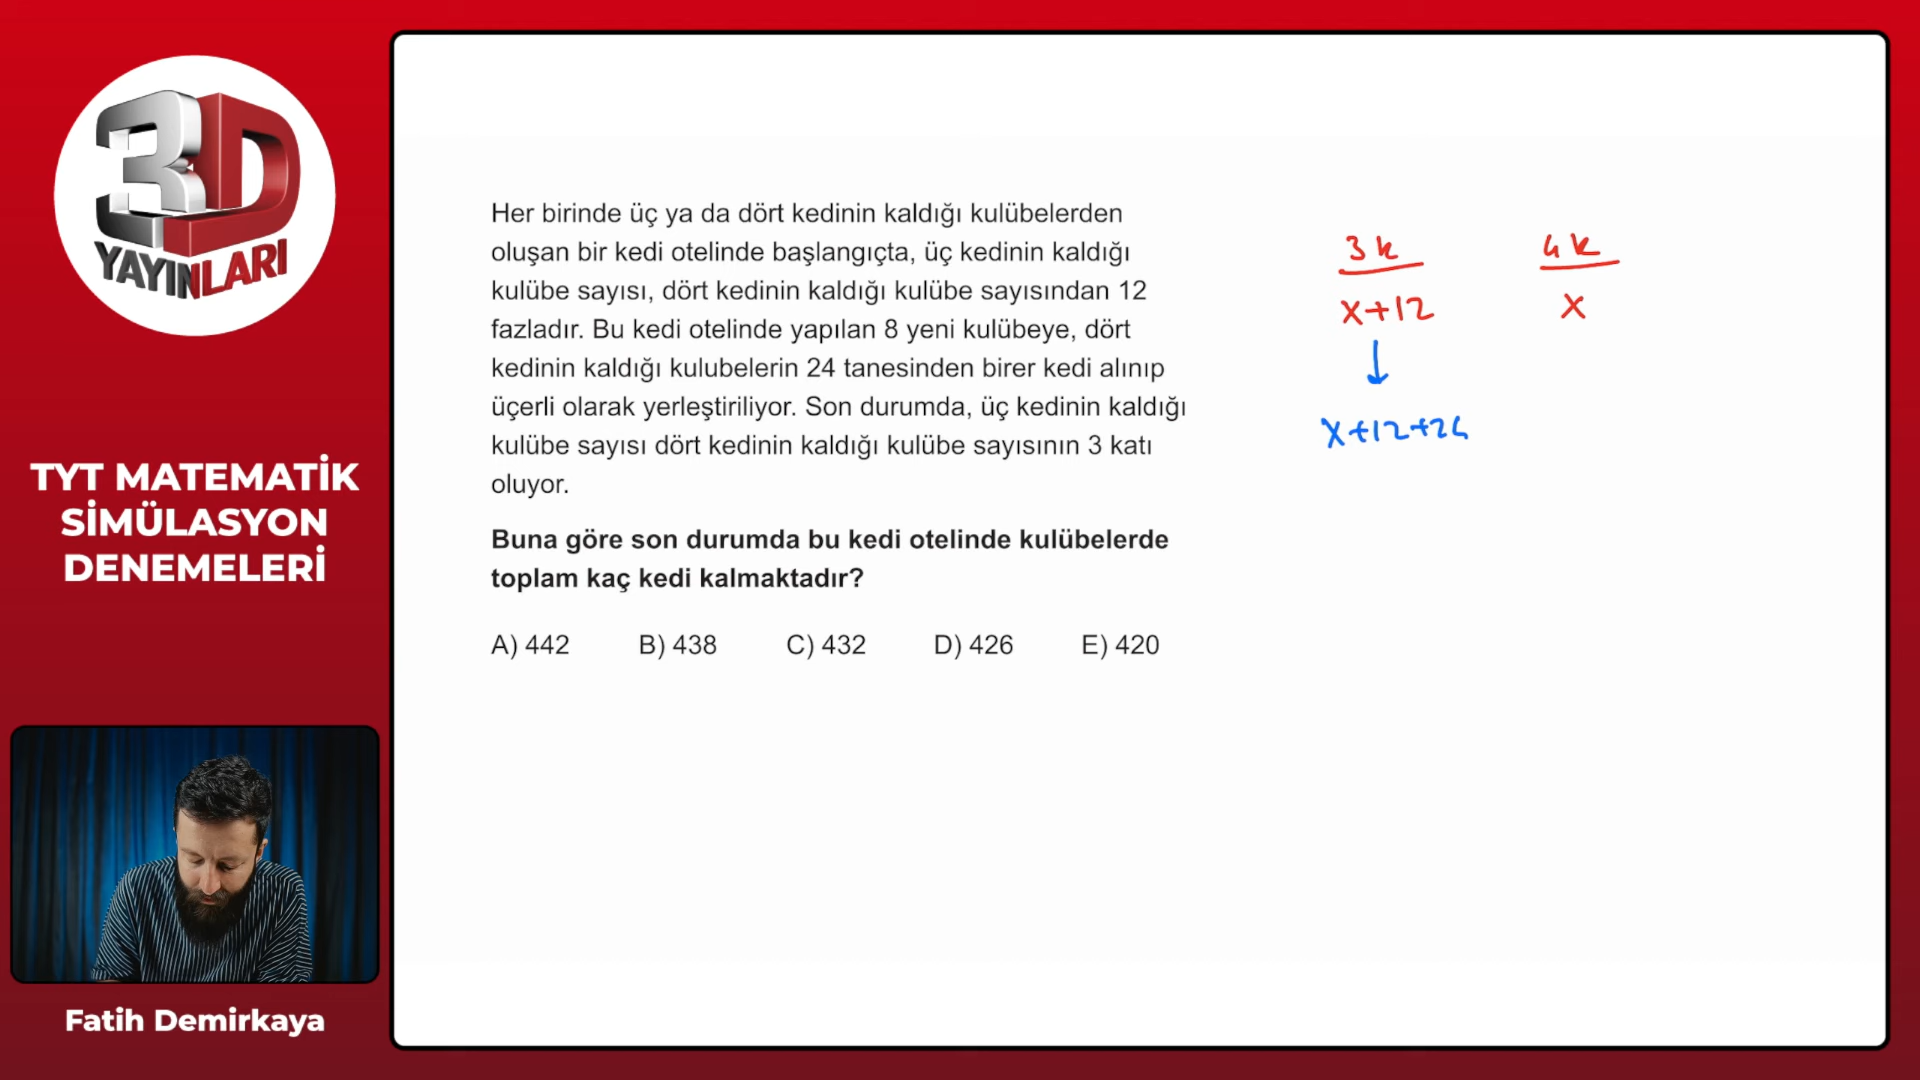 3D
YAYINLARI
TYT MATEMATİK
SİMÜLASYON
DENEMELERİ
Fatih Demirkaya
Her birinde üç ya da dört kedinin kaldığı kulübelerden
oluşan bir kedi otelinde başlangıçta, üç kedinin kaldığı
kulübe sayısı, dört kedinin kaldığı kulübe sayısından 12
fazladır. Bu kedi otelinde yapılan 8 yeni kulübeye, dört
kedinin kaldığı kulubelerin 24 tanesinden birer kedi alınıp
üçerli olarak yerleştiriliyor. Son durumda, üç kedinin kaldığı
kulübe sayısı dört kedinin kaldığı kulübe sayısının 3 katı
oluyor.
Buna göre son durumda bu kedi otelinde kulübelerde
toplam kaç kedi kalmaktadır?
A) 442 B) 438 C) 432 D) 426 E) 420
3k 4k
x+12 x
x+12+24